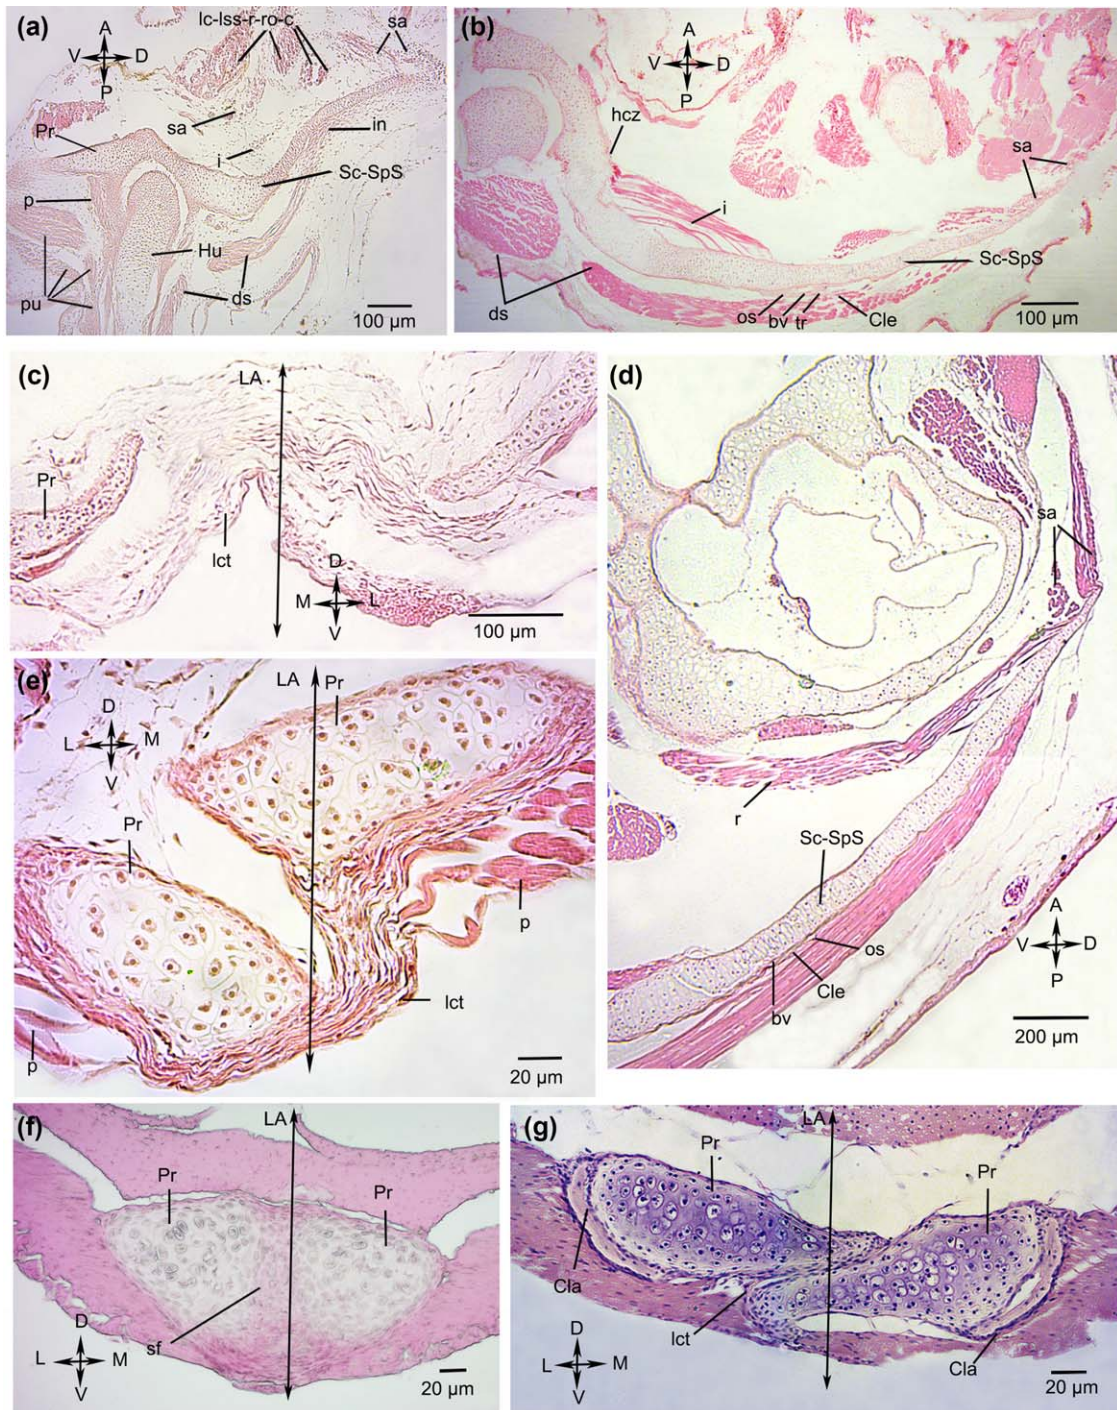 (a)
A
V D
P
lc-lss-r-ro-c
sa
Pr
sa
in
i
Sc-SpS
p
Hu
pu
ds
100 µm
(b)
A
V D
P
hcz
sa
i
Sc-SpS
ds
os bv tr Cle
100 µm
(c)
LA
Pr
lct
D
M L
V
100 µm
(d)
sa
r
Sc-SpS
os
Cle
bv
A
V D
P
200 µm
(e)
LA
Pr
D
L M
V
Pr
p
lct
p
20 µm
(f)
LA
Pr
Pr
sf
D
L M
V
20 µm
(g)
LA
Pr
Pr
Cla
lct
Cla
D
L M
V
20 µm